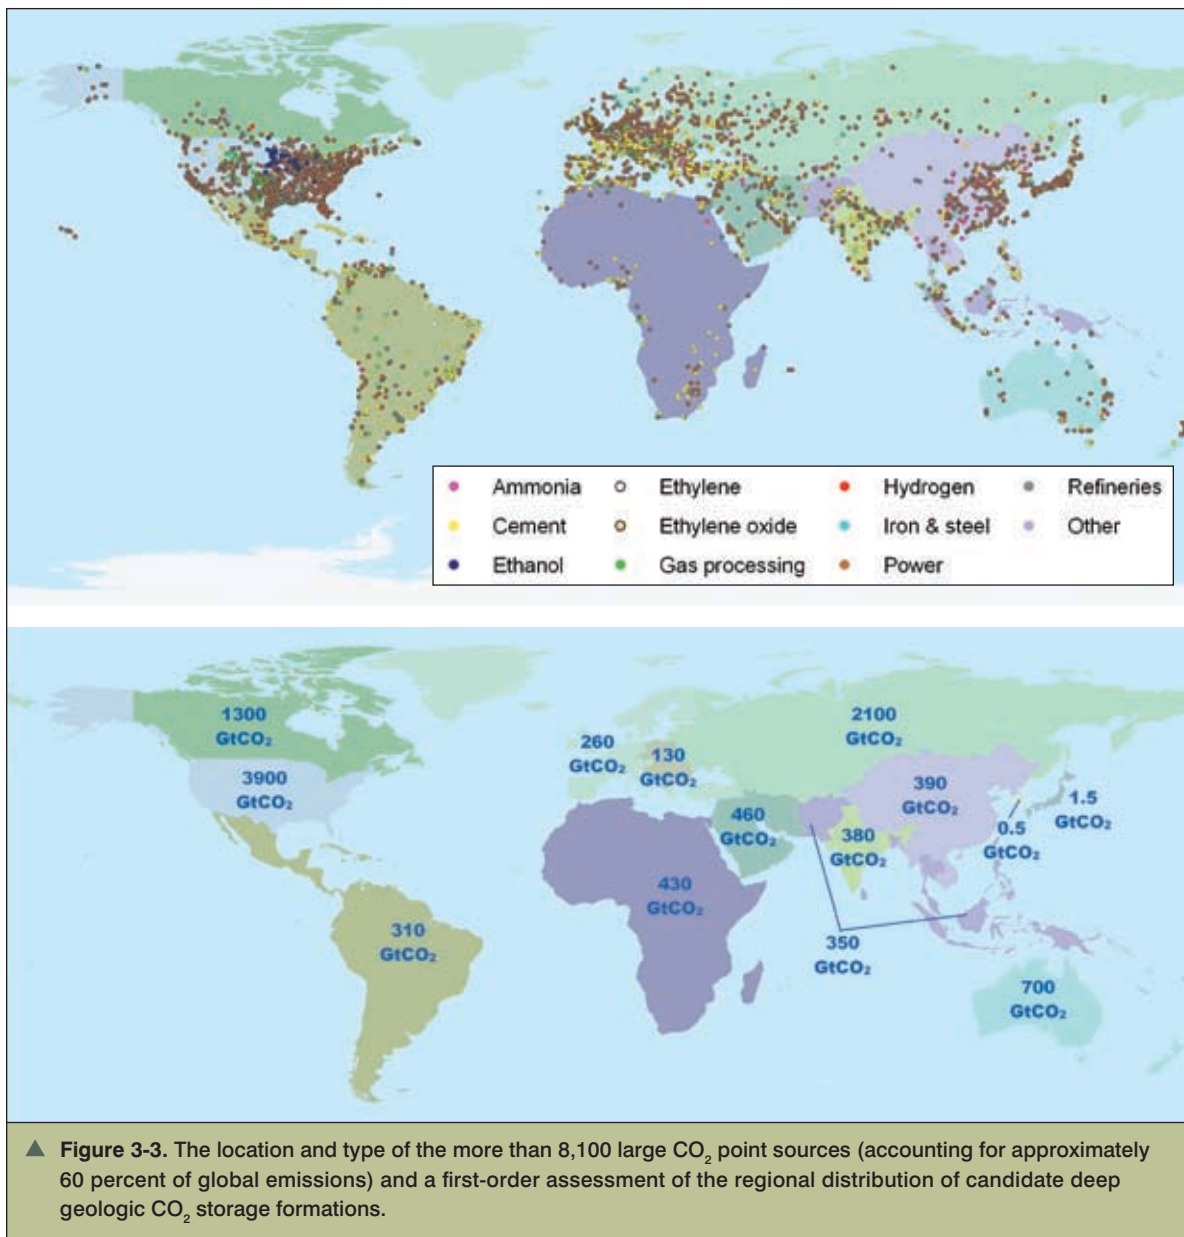 Ammonia Ethylene Hydrogen Refineries
Cement Ethylene oxide Iron & steel Other
Ethanol Gas processing Power
1300
GtCO₂
2100
GtCO₂
3900
GtCO₂
260
GtCO₂
130
GtCO₂
390
GtCO₂
1.5
GtCO₂
460
GtCO₂
380
GtCO₂
0.5
GtCO₂
430
GtCO₂
310
GtCO₂
350
GtCO₂
700
GtCO₂
▲ Figure 3-3. The location and type of the more than 8,100 large CO₂ point sources (accounting for approximately
60 percent of global emissions) and a first-order assessment of the regional distribution of candidate deep
geologic CO₂ storage formations.